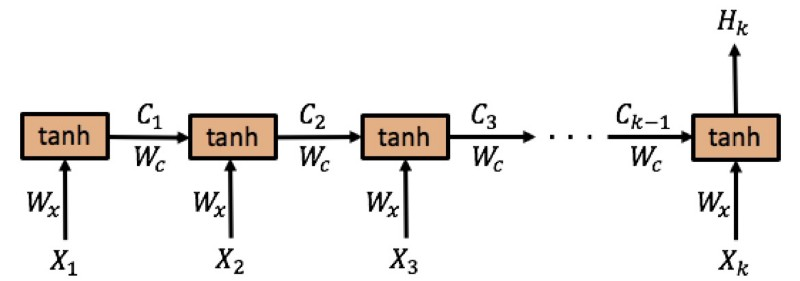 H_k
C_1 C_2 C_3 C_{k-1}
tanh tanh tanh . . . tanh
W_c W_c W_c W_c
W_x W_x W_x W_x
X_1 X_2 X_3 X_k